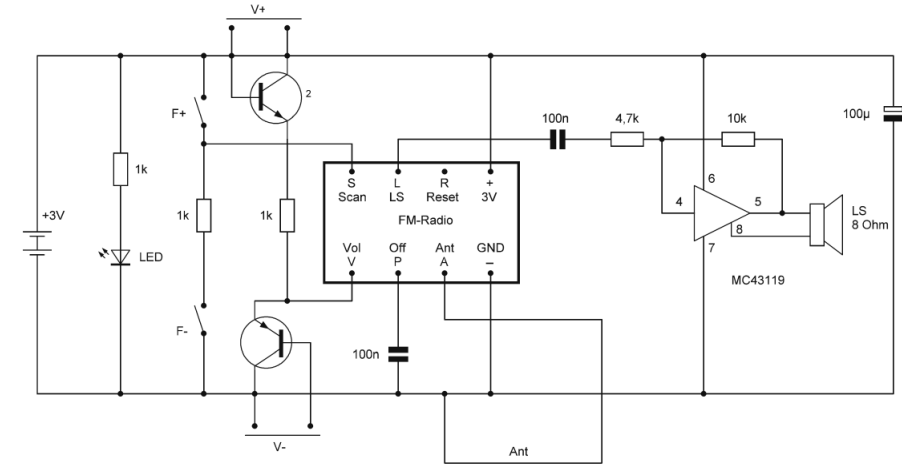 V+
2
F+
100n
4,7k
10k
100µ
1k
S L R +
Scan LS Reset 3V
FM-Radio
Vol Off Ant GND
V P A –
6
4 5
8
7
LS
8 Ohm
1k
1k
+3V
LED
MC43119
F-
100n
V-
Ant